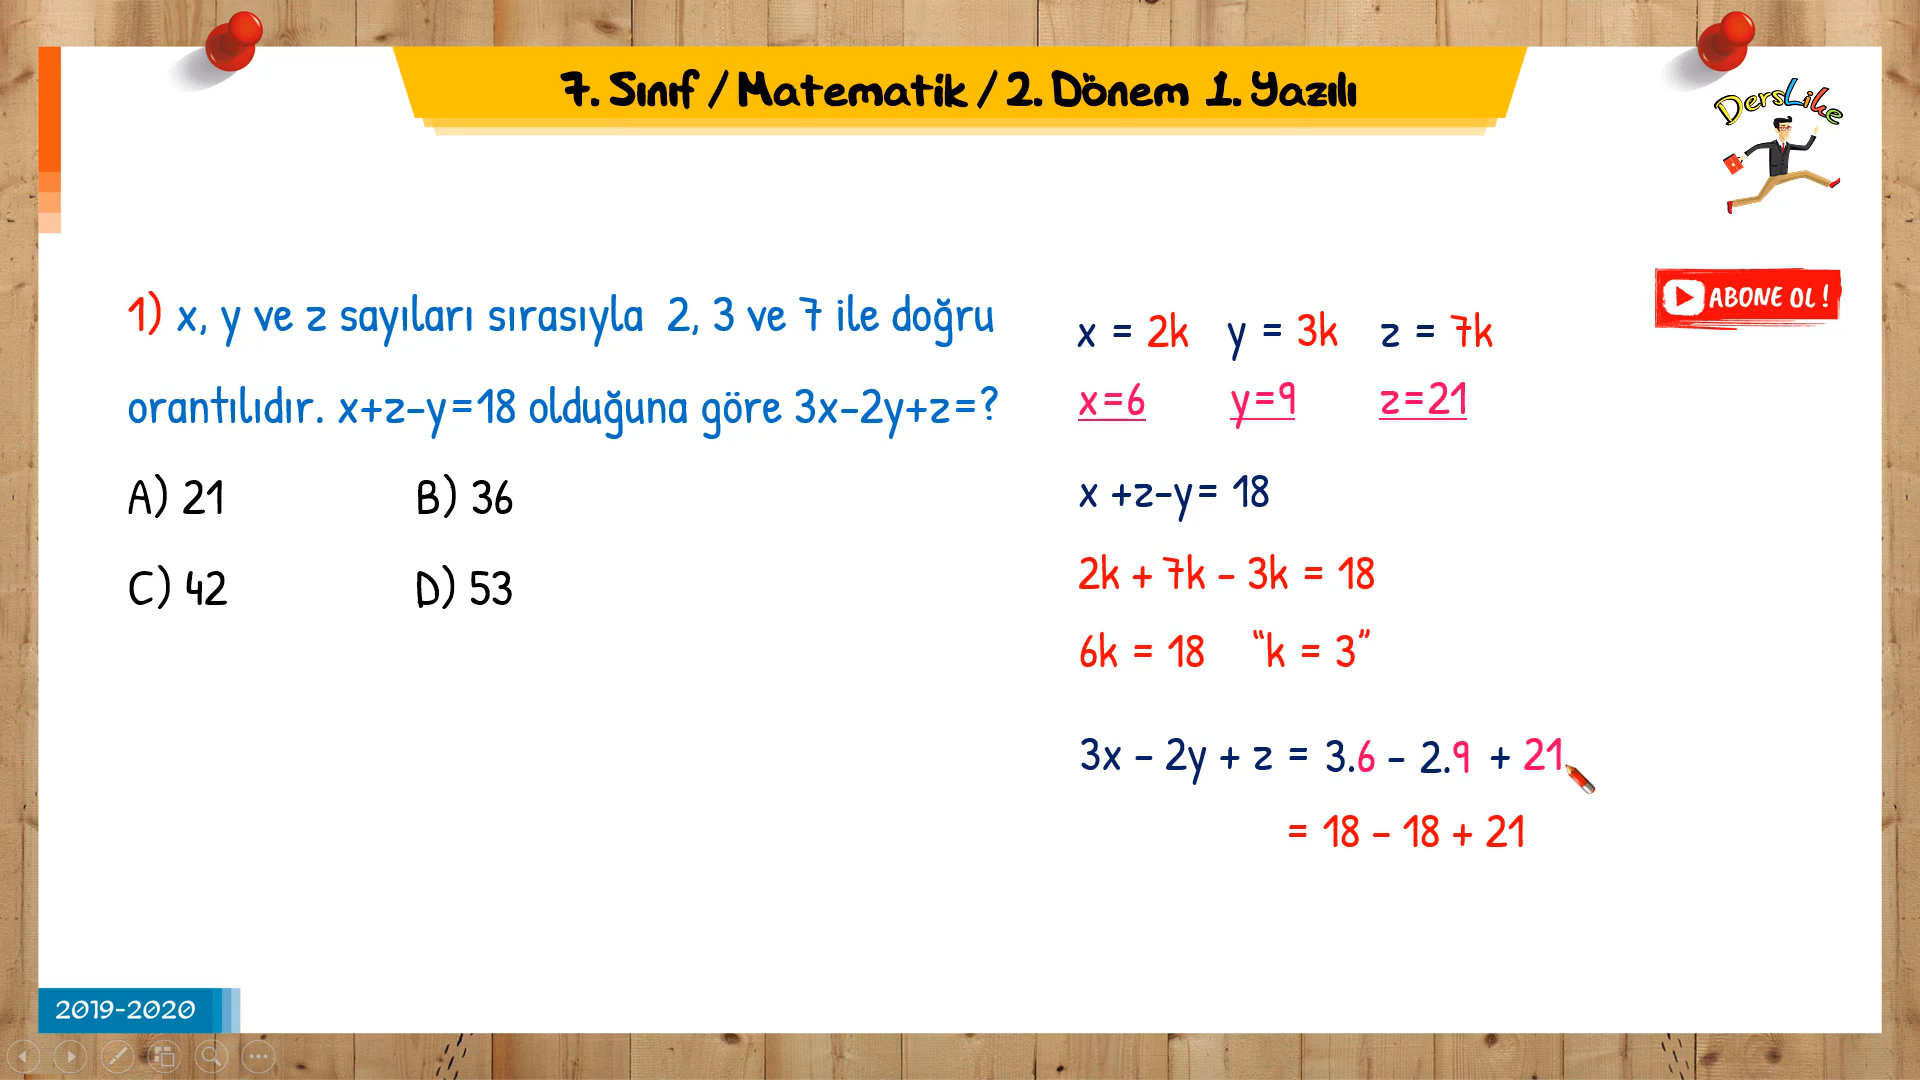 7. Sınıf / Matematik / 2. Dönem 1. Yazılı
DersLike
ABONE OL !
1) x, y ve z sayıları sırasıyla 2, 3 ve 7 ile doğru
orantılıdır. x+z-y=18 olduğuna göre 3x-2y+z=?
A) 21 B) 36
C) 42 D) 53
x = 2k y = 3k z = 7k
x=6 y=9 z=21
x +z-y= 18
2k + 7k - 3k = 18
6k = 18 "k = 3"
3x - 2y + z = 3.6 - 2.9 + 21
= 18 - 18 + 21
2019-2020